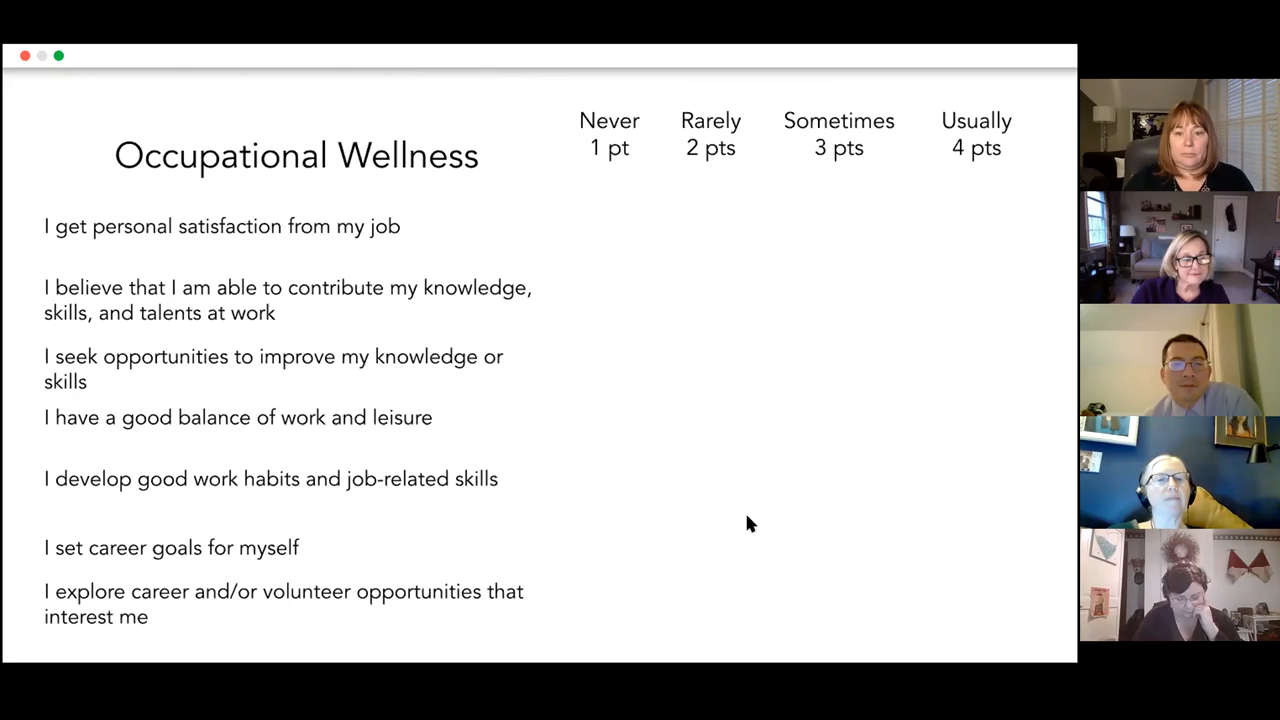 Never
1 pt
Rarely
2 pts
Sometimes
3 pts
Usually
4 pts
Occupational Wellness
I get personal satisfaction from my job
I believe that I am able to contribute my knowledge,
skills, and talents at work
I seek opportunities to improve my knowledge or
skills
I have a good balance of work and leisure
I develop good work habits and job-related skills
I set career goals for myself
I explore career and/or volunteer opportunities that
interest me